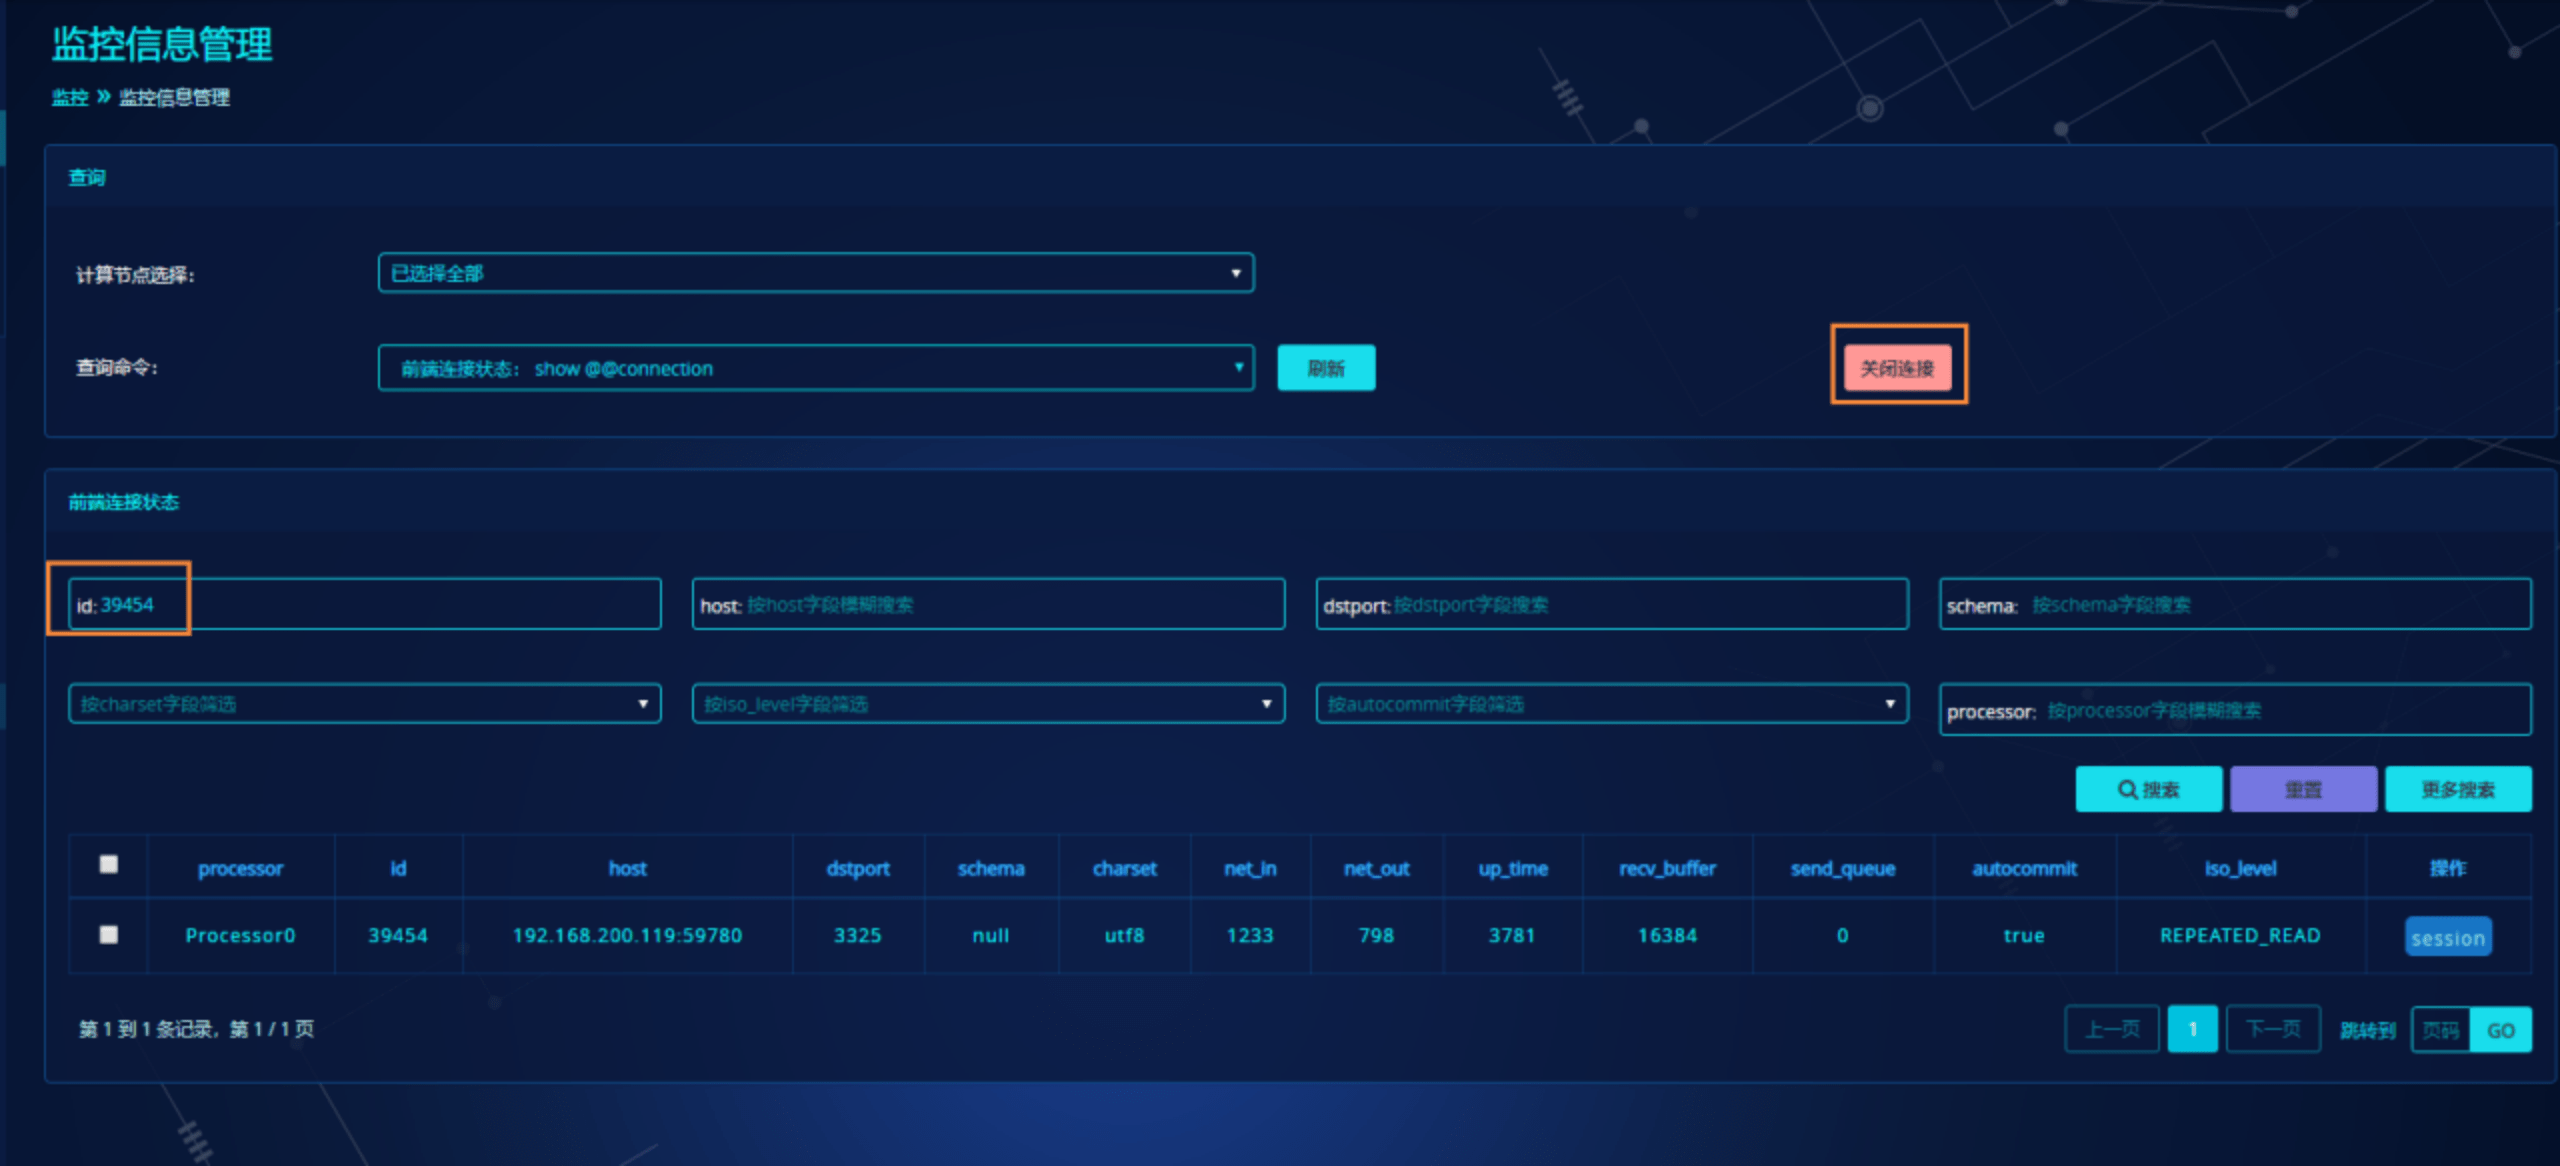 监控信息管理
监控 » 监控信息管理
查询
计算节点选择: 已选择全部
查询命令: 前端连接状态: show @@connection 刷新 关闭连接
前端连接状态
id: 39454 host: 按host字段模糊搜索 dstport: 按dstport字段搜索 schema: 按schema字段搜索
按charset字段筛选 按iso_level字段筛选 按autocommit字段筛选 processor: 按processor字段模糊搜索
搜索 重置 更多搜索
processor id host dstport schema charset net_in net_out up_time recv_buffer send_queue autocommit iso_level 操作
Processor0 39454 192.168.200.119:59780 3325 null utf8 1233 798 3781 16384 0 true REPEATED_READ session
第 1 到 1 条记录，第 1 / 1 页 上一页 1 下一页 跳转到 页码 GO